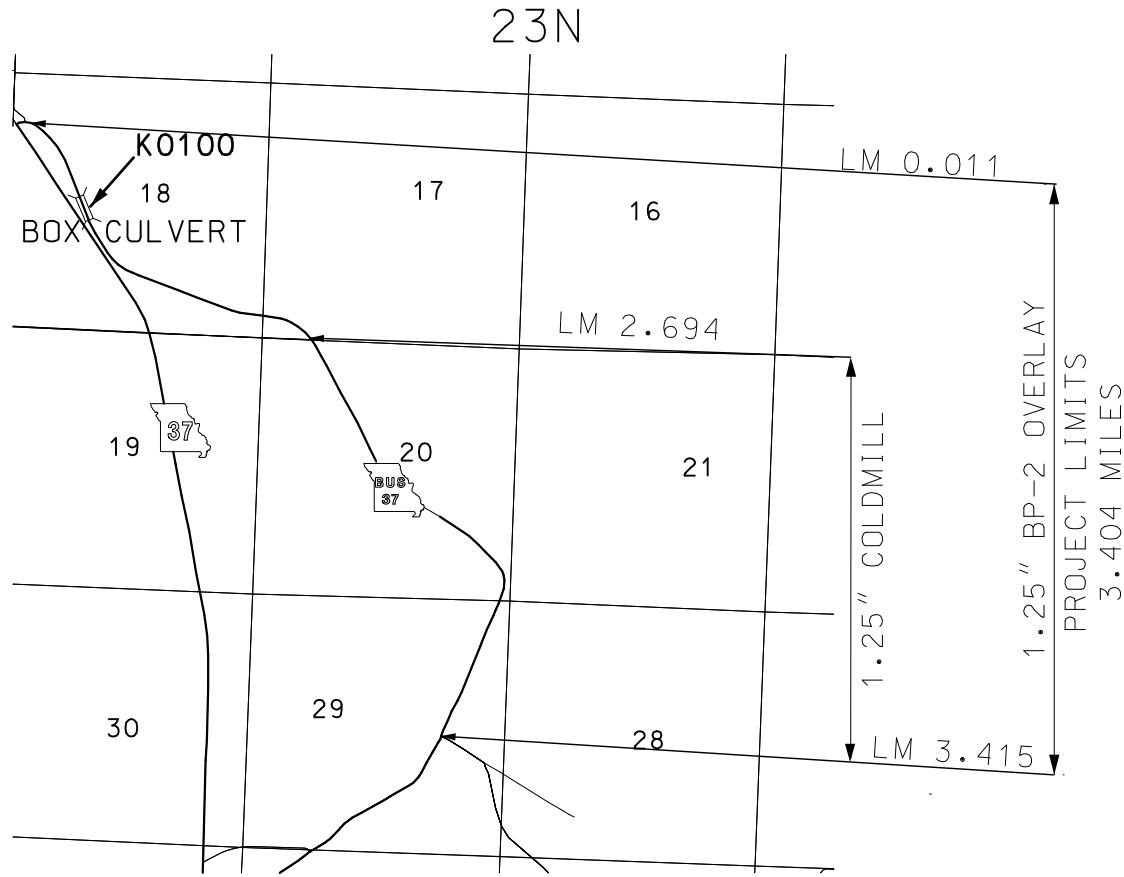 23N
LM 0.011
K0100
18
17
16
BOX CULVERT
LM 2.694
37
19
20
21
BUS
37
1.25" COLDMILL
1.25" BP-2 OVERLAY
PROJECT LIMITS
3.404 MILES
30
29
28
LM 3.415